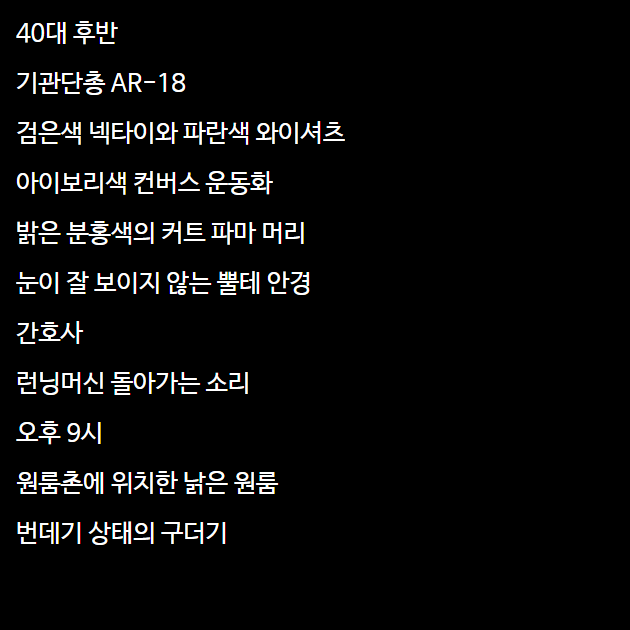 40대 후반
기관단총 AR-18
검은색 넥타이와 파란색 와이셔츠
아이보리색 컨버스 운동화
밝은 분홍색의 커트 파마 머리
눈이 잘 보이지 않는 뿔테 안경
간호사
런닝머신 돌아가는 소리
오후 9시
원룸촌에 위치한 낡은 원룸
번데기 상태의 구더기